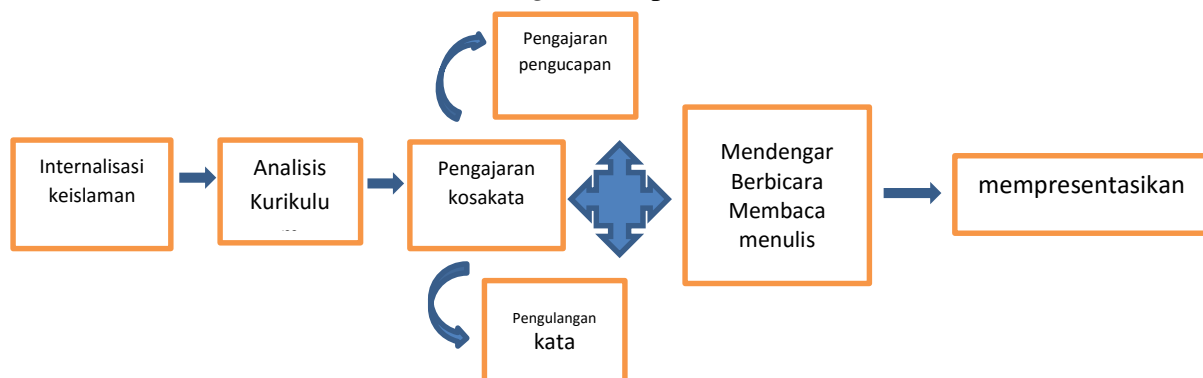 Pengajaran
pengucapan
Internalisasi
keislaman
Analisis
Kurikulu
Pengajaran
kosakata
Mendengar
Berbicara
Membaca
menulis
mempresentasikan
Pengulangan
kata